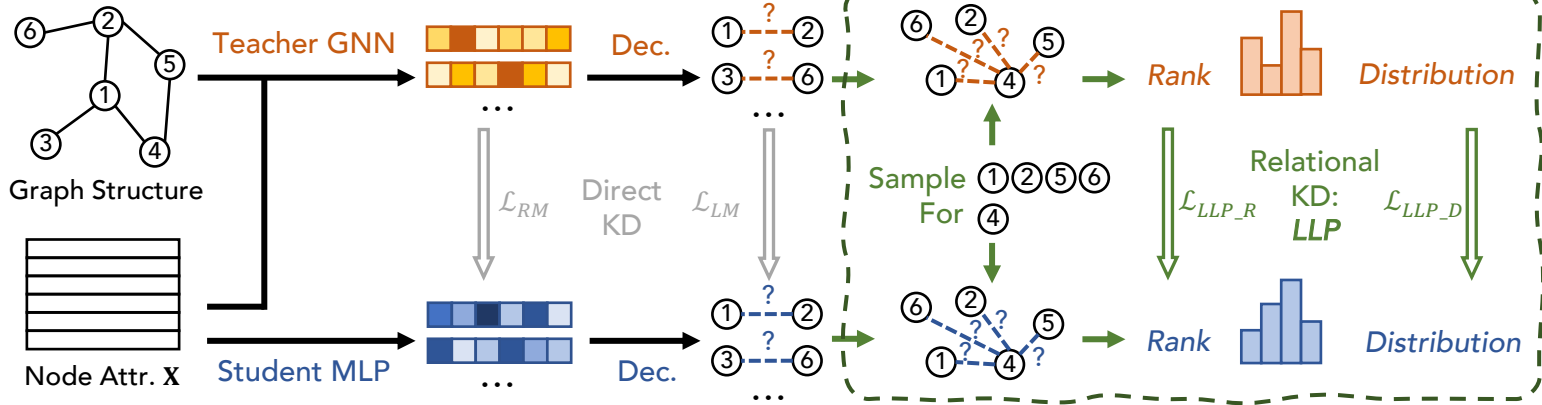 6
2
5
1
3
4
Graph Structure
Node Attr. X
Teacher GNN
Student MLP
...
ℒ_RM
Direct
KD
ℒ_LM
...
Dec.
Dec.
1 ? 2
3 ? 6
...
1 ? 2
3 ? 6
...
6 2 5
? ? ? ?
1 4
Sample
For
1 2 5 6
4
6 2 5
? ? ? ?
1 4
Rank
Distribution
ℒ_LLP_R
Relational
KD:
LLP
ℒ_LLP_D
Rank
Distribution